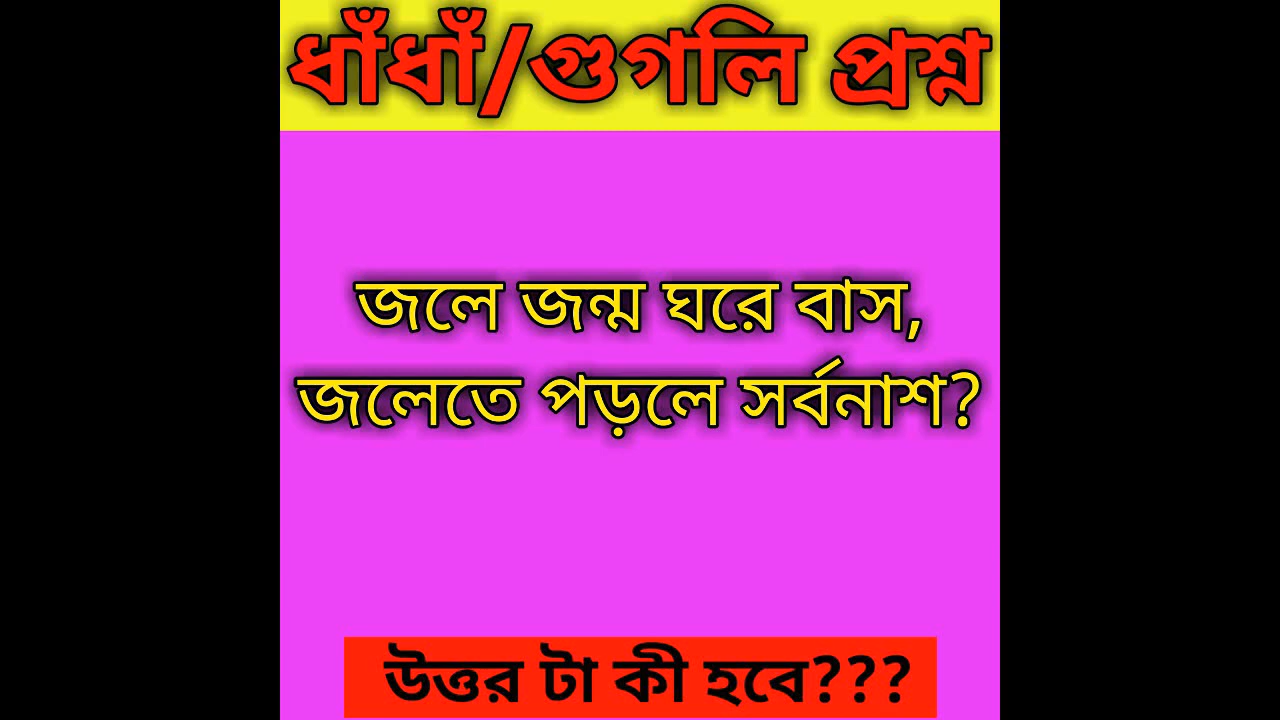 ধাঁধাঁ/গুগলি প্রশ্ন
জলে জন্ম ঘরে বাস,
জলেতে পড়লে সর্বনাশ?
উত্তর টা কী হবে???